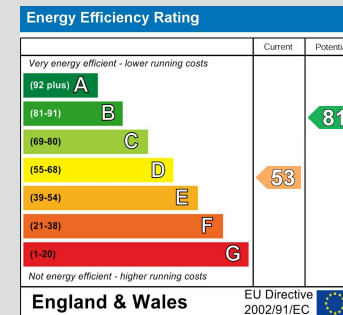 Energy Efficiency Rating
Current
Very energy efficient - lower running costs
(92 plus) A
(81-91) B
81
(69-80) C
(55-68) D
53
(39-54) E
(21-38) F
(1-20) G
Not energy efficient - higher running costs
England & Wales
EU Directive
2002/91/EC